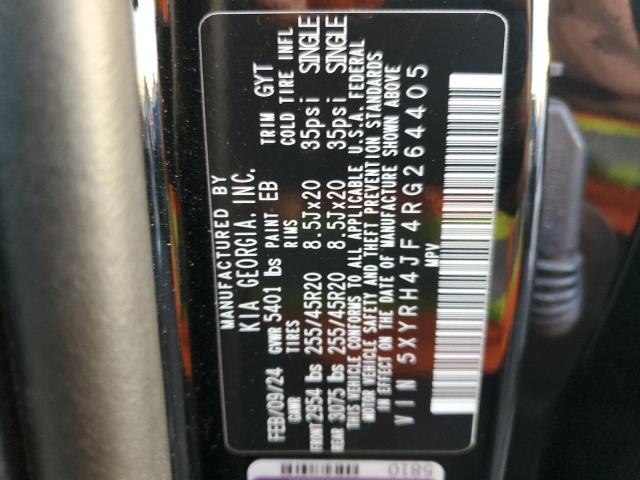 MANUFACTURED BY
KIA GEORGIA, INC.
FEB/09/24 GVWR 5401 lbs PAINT EB TRIM GYT
GAWR TIRES RIMS COLD TIRE INFL
FRONT 2954 lbs 255/45R20 8.5Jx20 35psi SINGLE
REAR 3075 lbs 255/45R20 8.5Jx20 35psi SINGLE
THIS VEHICLE CONFORMS TO ALL APPLICABLE U.S.A. FEDERAL
MOTOR VEHICLE SAFETY AND THEFT PREVENTION STANDARDS
IN EFFECT ON THE DATE OF MANUFACTURE SHOWN ABOVE
VIN 5XYRH4JF4RG264405
MPV
5810